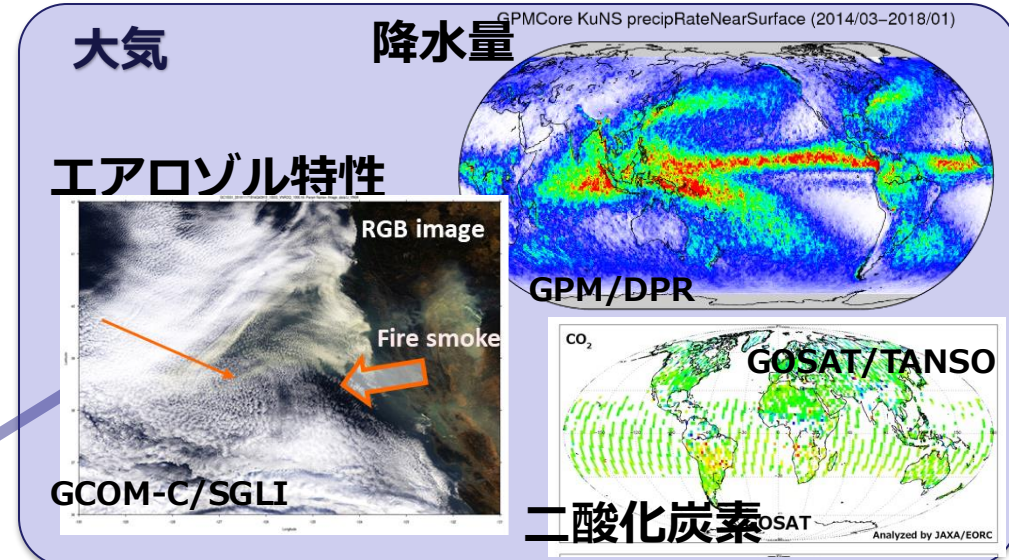 大気
降水量
GPMCore KuNS precipRateNearSurface (2014/03−2018/01)
エアロゾル特性
RGB image
GPM/DPR
Fire smoke
CO2
GOSAT/TANSO
GCOM-C/SGLI
二酸化炭素
GOSAT
Analyzed by JAXA/EORC